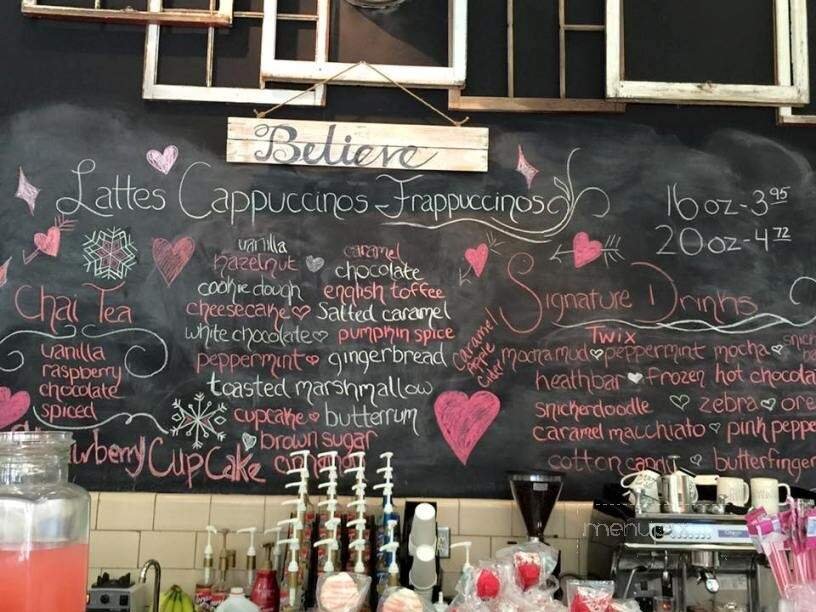 Believe
Lattes Cappuccinos - Frappuccinos
16 oz - 3.95
20 oz - 4.72
Chai Tea
vanilla
raspberry
chocolate
spiced
Cupcake
vanilla caramel
hazelnut chocolate
cookie dough english toffee
cheesecake Salted caramel
white chocolate pumpkin spice
peppermint gingerbread
toasted marshmallow
cupcake butterrum
brown sugar
Caramel
Apple
Cider
Signature Drinks
Twix
mocha mud peppermint mocha
heathbar frozen hot
snickerdoodle zebra
caramel macchiato pink
cotton candy butterfinger
menupix